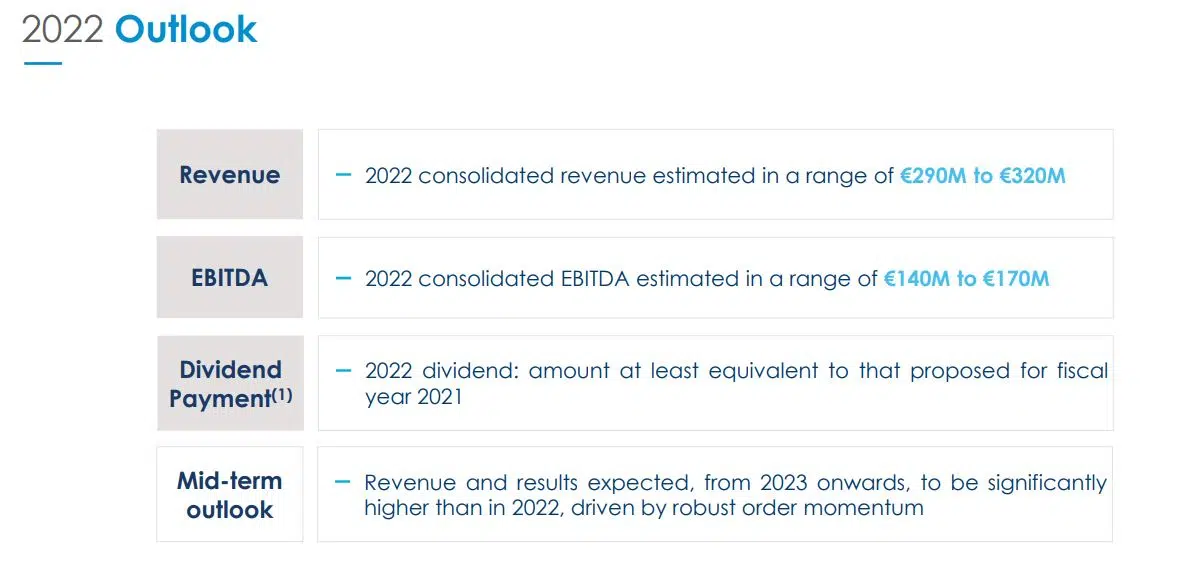 2022 Outlook
Revenue
– 2022 consolidated revenue estimated in a range of €290M to €320M
EBITDA
– 2022 consolidated EBITDA estimated in a range of €140M to €170M
Dividend
Payment(1)
– 2022 dividend: amount at least equivalent to that proposed for fiscal
year 2021
Mid-term
outlook
– Revenue and results expected, from 2023 onwards, to be significantly
higher than in 2022, driven by robust order momentum